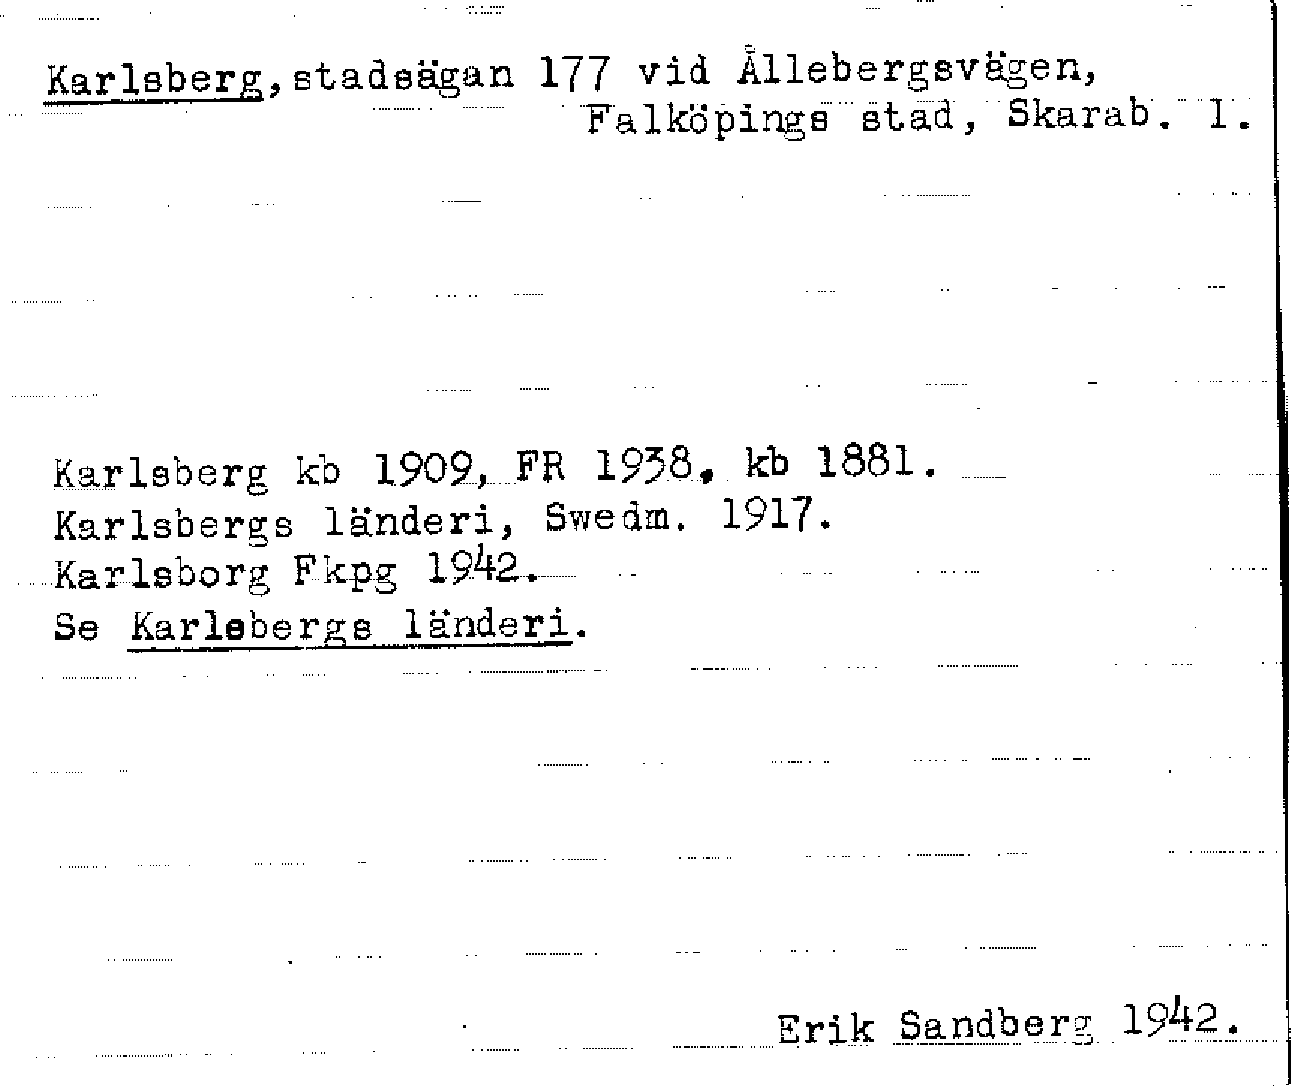 Karlsberg, stadsägan 177 vid Ållebergsvägen,
Falköpings stad, Skarab. l.
Karlsberg kb 1909, FR 1938, kb 1881.
Karlsbergs länderi, Swedm. 1917.
Karlsborg Fkpg 1942.
Se Karlsbergs länderi.
Erik Sandberg 1942.